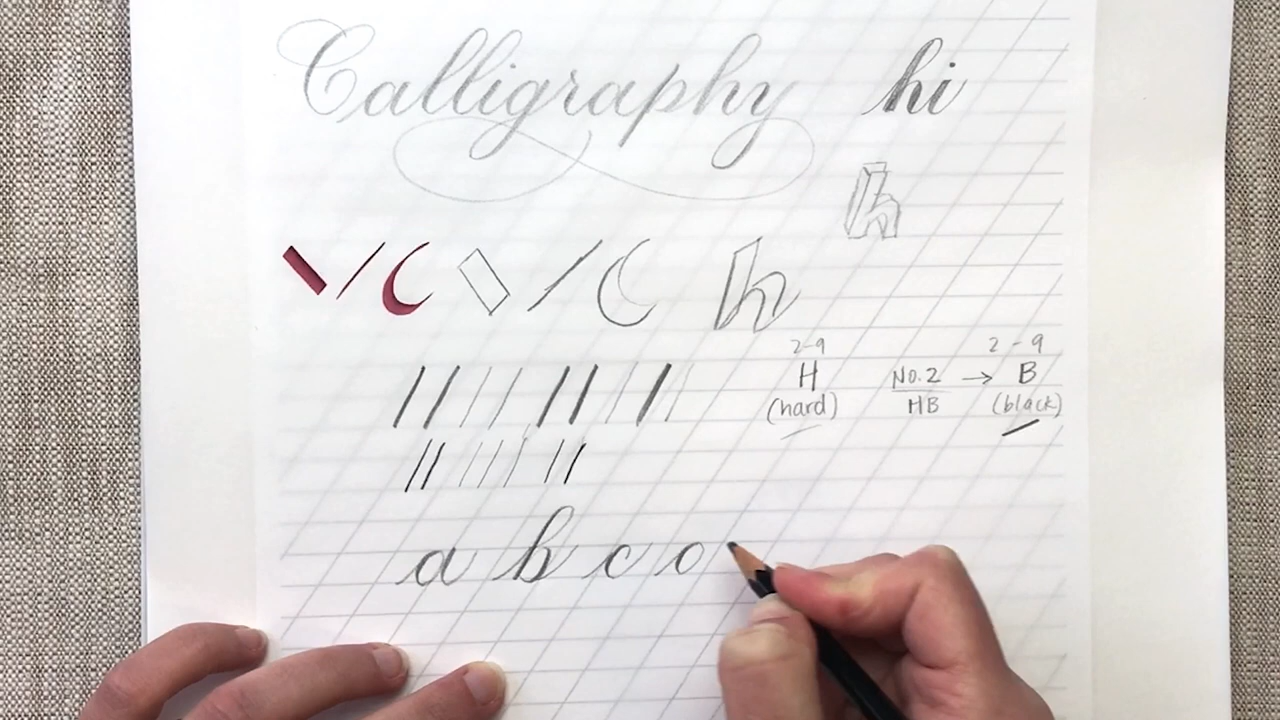 Calligraphy hi
h
h
2-9 2-9
H No.2 → B
(hard) HB (black)
a b c o